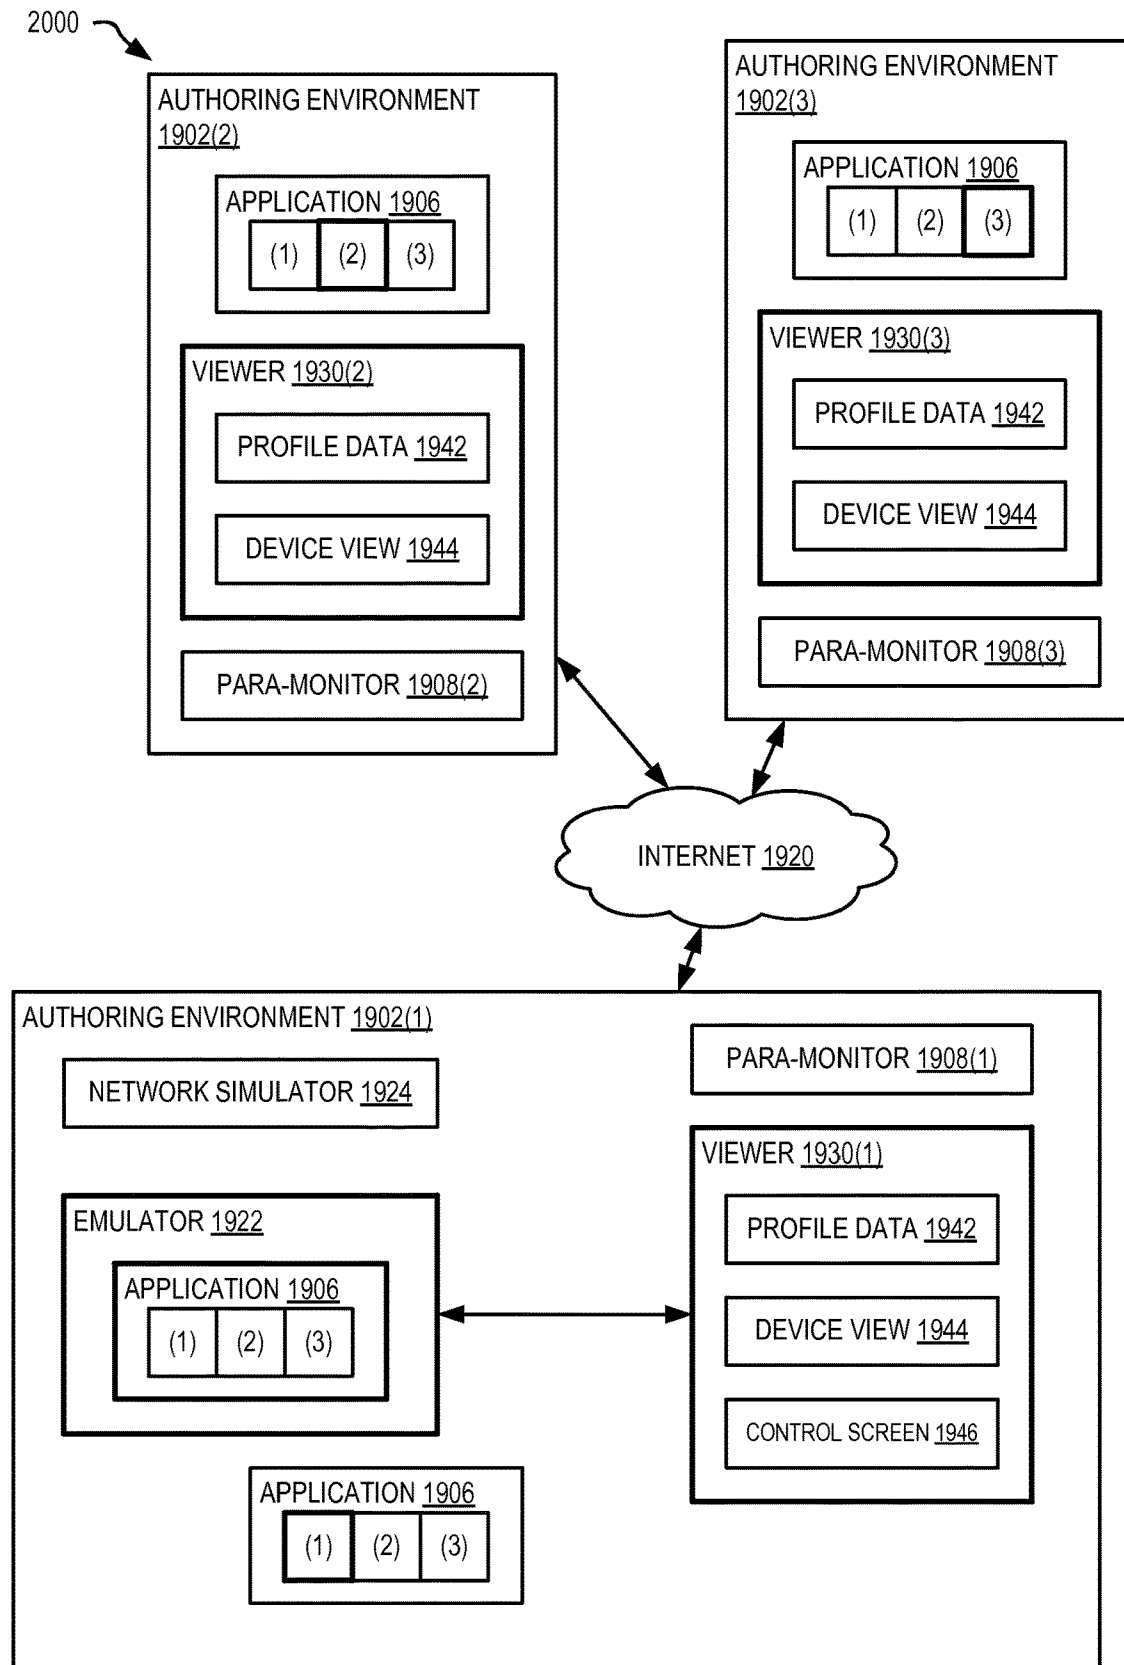 2000
AUTHORING ENVIRONMENT
1902(2)
APPLICATION 1906
(1) (2) (3)
VIEWER 1930(2)
PROFILE DATA 1942
DEVICE VIEW 1944
PARA-MONITOR 1908(2)
AUTHORING ENVIRONMENT
1902(3)
APPLICATION 1906
(1) (2) (3)
VIEWER 1930(3)
PROFILE DATA 1942
DEVICE VIEW 1944
PARA-MONITOR 1908(3)
INTERNET 1920
AUTHORING ENVIRONMENT 1902(1)
NETWORK SIMULATOR 1924
EMULATOR 1922
APPLICATION 1906
(1) (2) (3)
APPLICATION 1906
(1) (2) (3)
PARA-MONITOR 1908(1)
VIEWER 1930(1)
PROFILE DATA 1942
DEVICE VIEW 1944
CONTROL SCREEN 1946